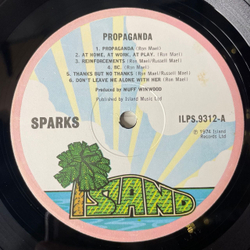 PROPAGANDA
1. PROPAGANDA (Ron Mael)
2. AT HOME, AT WORK, AT PLAY. (Ron Mael)
3. REINFORCEMENTS (Ron Mael/Russell Mael)
4. BC. (Ron Mael)
5. THANKS BUT NO THANKS (Ron Mael)
6. DON'T LEAVE ME ALONE WITH HER (Ron Mael)
Produced by MUFF WINWOOD
Published by Island Music Ltd
SPARKS
ILPS.9312-A
℗ 1974 Island
Records Ltd
ISLAND